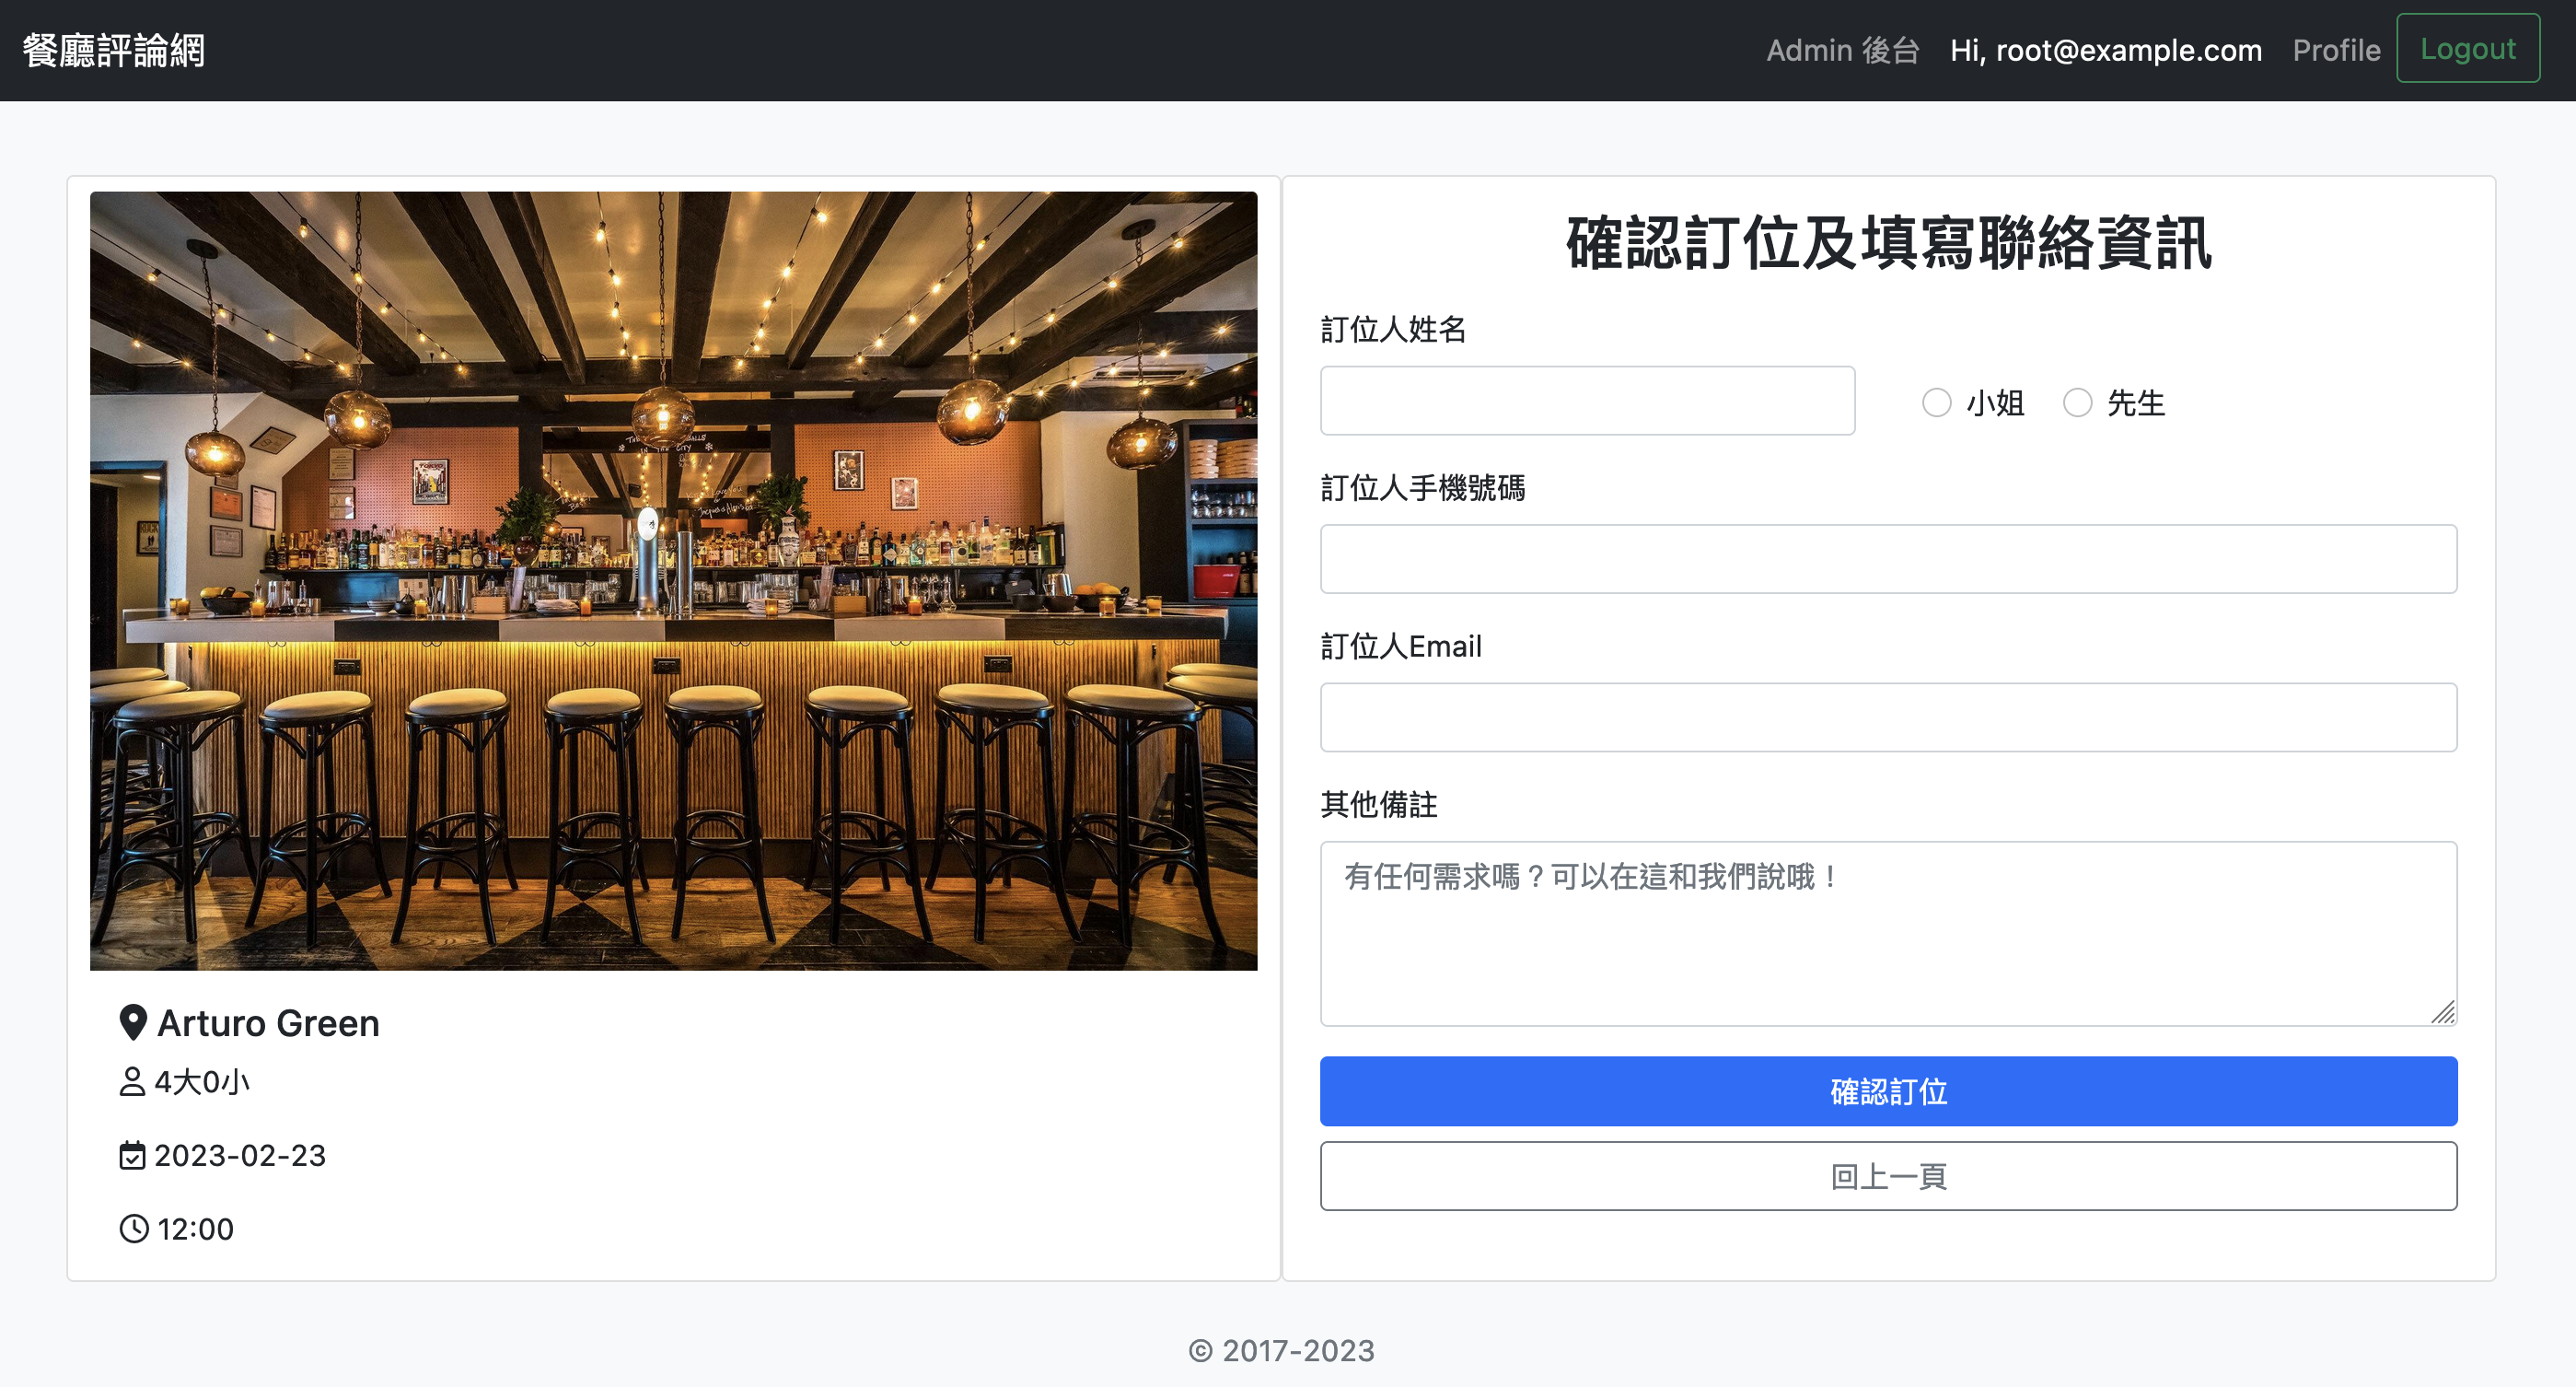 餐廳評論網
Admin 後台 Hi, root@example.com Profile Logout
Arturo Green
4大0小
2023-02-23
12:00
確認訂位及填寫聯絡資訊
訂位人姓名
小姐 先生
訂位人手機號碼
訂位人Email
其他備註
有任何需求嗎？可以在這和我們說哦！
確認訂位
回上一頁
© 2017-2023